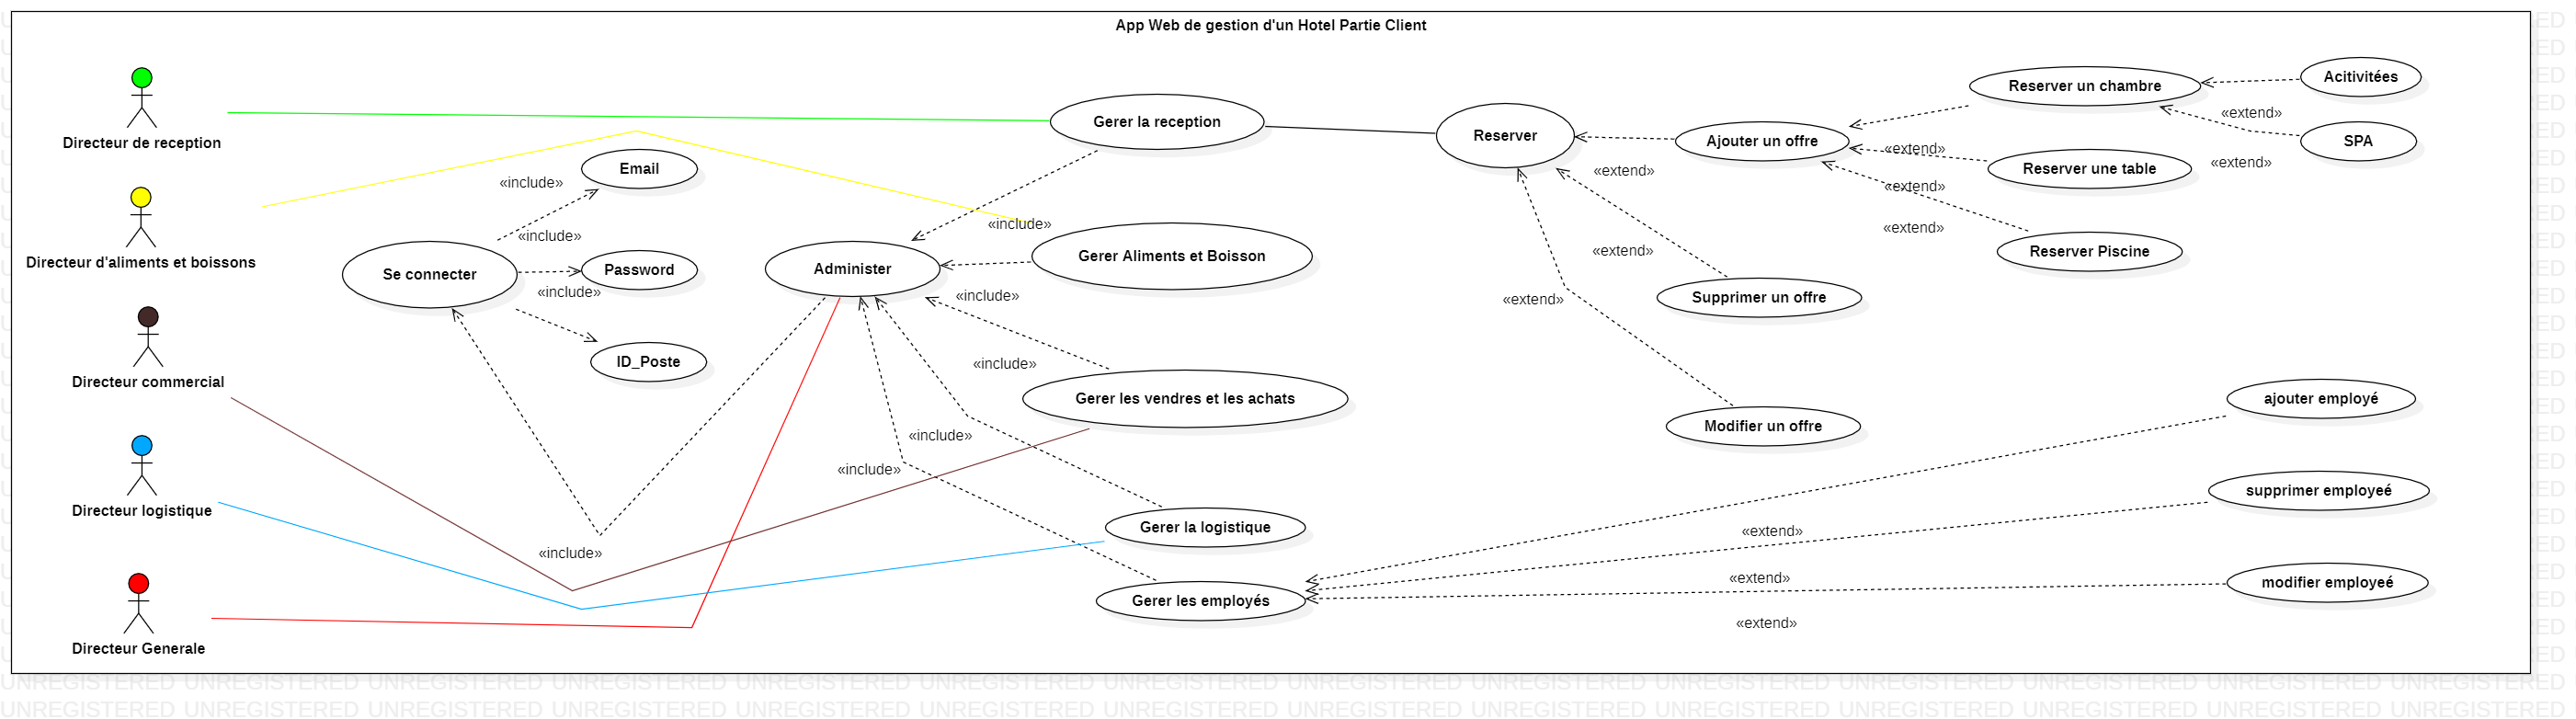 App Web de gestion d'un Hotel Partie Client
Directeur de reception
Directeur d'aliments et boissons
Directeur commercial
Directeur logistique
Directeur Generale
Se connecter
Email
Password
ID_Poste
«include»
«include»
«include»
«include»
Administer
Gerer la reception
Gerer Aliments et Boisson
Gerer les vendres et les achats
Gerer la logistique
Gerer les employés
«include»
«include»
«include»
«include»
«include»
Reserver
Ajouter un offre
Supprimer un offre
Modifier un offre
«extend»
«extend»
«extend»
Reserver un chambre
Reserver une table
Reserver Piscine
«extend»
«extend»
«extend»
Acitivitées
SPA
«extend»
«extend»
ajouter employé
supprimer employeé
modifier employeé
«extend»
«extend»
«extend»
UNREGISTERED UNREGISTERED UNREGISTERED UNREGISTERED UNREGISTERED UNREGISTERED UNREGISTERED UNREGISTERED UNREGISTERED UNREGISTERED UNREGISTERED UNREGISTERED UNREGISTERED UNREGISTERED
UNREGISTERED UNREGISTERED UNREGISTERED UNREGISTERED UNREGISTERED UNREGISTERED UNREGISTERED UNREGISTERED UNREGISTERED UNREGISTERED UNREGISTERED UNREGISTERED UNREGISTERED UNREGISTERED